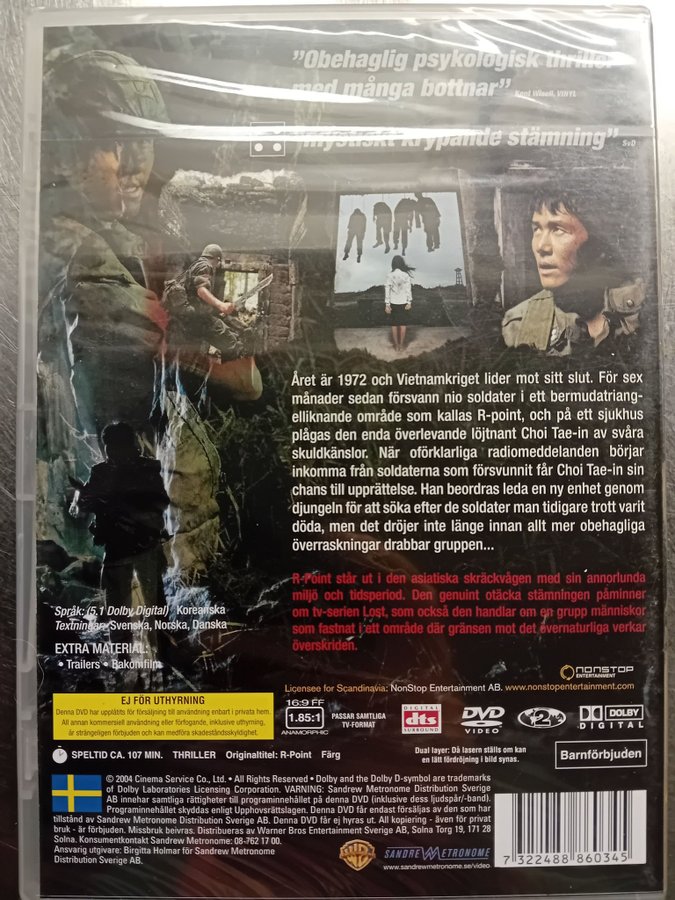 ”Obehaglig psykologisk thriller
med många bottnar” Kent Wisell, VINYL
mystiskt krypande stämning” SvD
Året är 1972 och Vietnamkriget lider mot sitt slut. För sex
månader sedan försvann nio soldater i ett bermudatriang-
elliknande område som kallas R-point, och på ett sjukhus
plågas den enda överlevande löjtnant Choi Tae-in av svåra
skuldkänslor. När oförklarliga radiomeddelanden börjar
inkomma från soldaterna som försvunnit får Choi Tae-in sin
chans till upprättelse. Han beordras leda en ny enhet genom
djungeln för att söka efter de soldater man tidigare trott varit
döda, men det dröjer inte länge innan allt mer obehagliga
överraskningar drabbar gruppen...
R-Point står ut i den asiatiska skräckvågen med sin annorlunda
miljö och tidsperiod. Den genuint otäcka stämningen påminner
om tv-serien Lost, som också den handlar om en grupp människor
som fastnat i ett område där gränsen mot det övernaturliga verkar
överskriden.
Språk: (5.1 Dolby Digital) Koreanska
Textningar: Svenska, Norska, Danska
EXTRA MATERIAL:
• Trailers • Bakomfilm
NONSTOP
ENTERTAINMENT
Licensee for Scandinavia: NonStop Entertainment AB. www.nonstopentertainment.com
EJ FÖR UTHYRNING
Denna DVD har upplåtits för försäljning till användning enbart i privata hem.
All annan kommersiell användning eller förfogande, inklusive uthyrning,
är strängeligen förbuden och kan medföra skadeståndsskyldighet.
16:9 FF
1.85:1
ANAMORPHIC
PASSAR SAMTLIGA
TV-FORMAT
DIGITAL
dts
SURROUND
DVD
VIDEO
2
DOLBY
DIGITAL
SPELTID CA. 107 MIN. THRILLER Originaltitel: R-Point Färg
Dual layer: Då lasern ställs om kan
en lätt fördröjning i bild synas.
Barnförbjuden
© 2004 Cinema Service Co., Ltd. • All Rights Reserved • Dolby and the Dolby D-symbol are trademarks
of Dolby Laboratories Licensing Corporation. VARNING: Sandrew Metronome Distribution Sverige
AB innehar samtliga rättigheter till programinnehållet på denna DVD (inklusive dess ljudspår/-band).
Programinnehållet skyddas enligt Upphovsrättslagen. Denna DVD får endast försäljas av den som har
tillstånd av Sandrew Metronome Distribution Sverige AB. Denna DVD får ej hyras ut. All kopiering - även för privat
bruk - är förbjuden. Missbruk beivras. Distribueras av Warner Bros Entertainment Sverige AB, Solna Torg 19, 171 28
Solna. Konsumentkontakt Sandrew Metronome: 08-762 17 00.
Ansvarig utgivare: Birgitta Holmar för Sandrew Metronome
Distribution Sverige AB.
WB
SANDREW METRONOME
www.sandrewmetronome.se/video
7 322488 860345